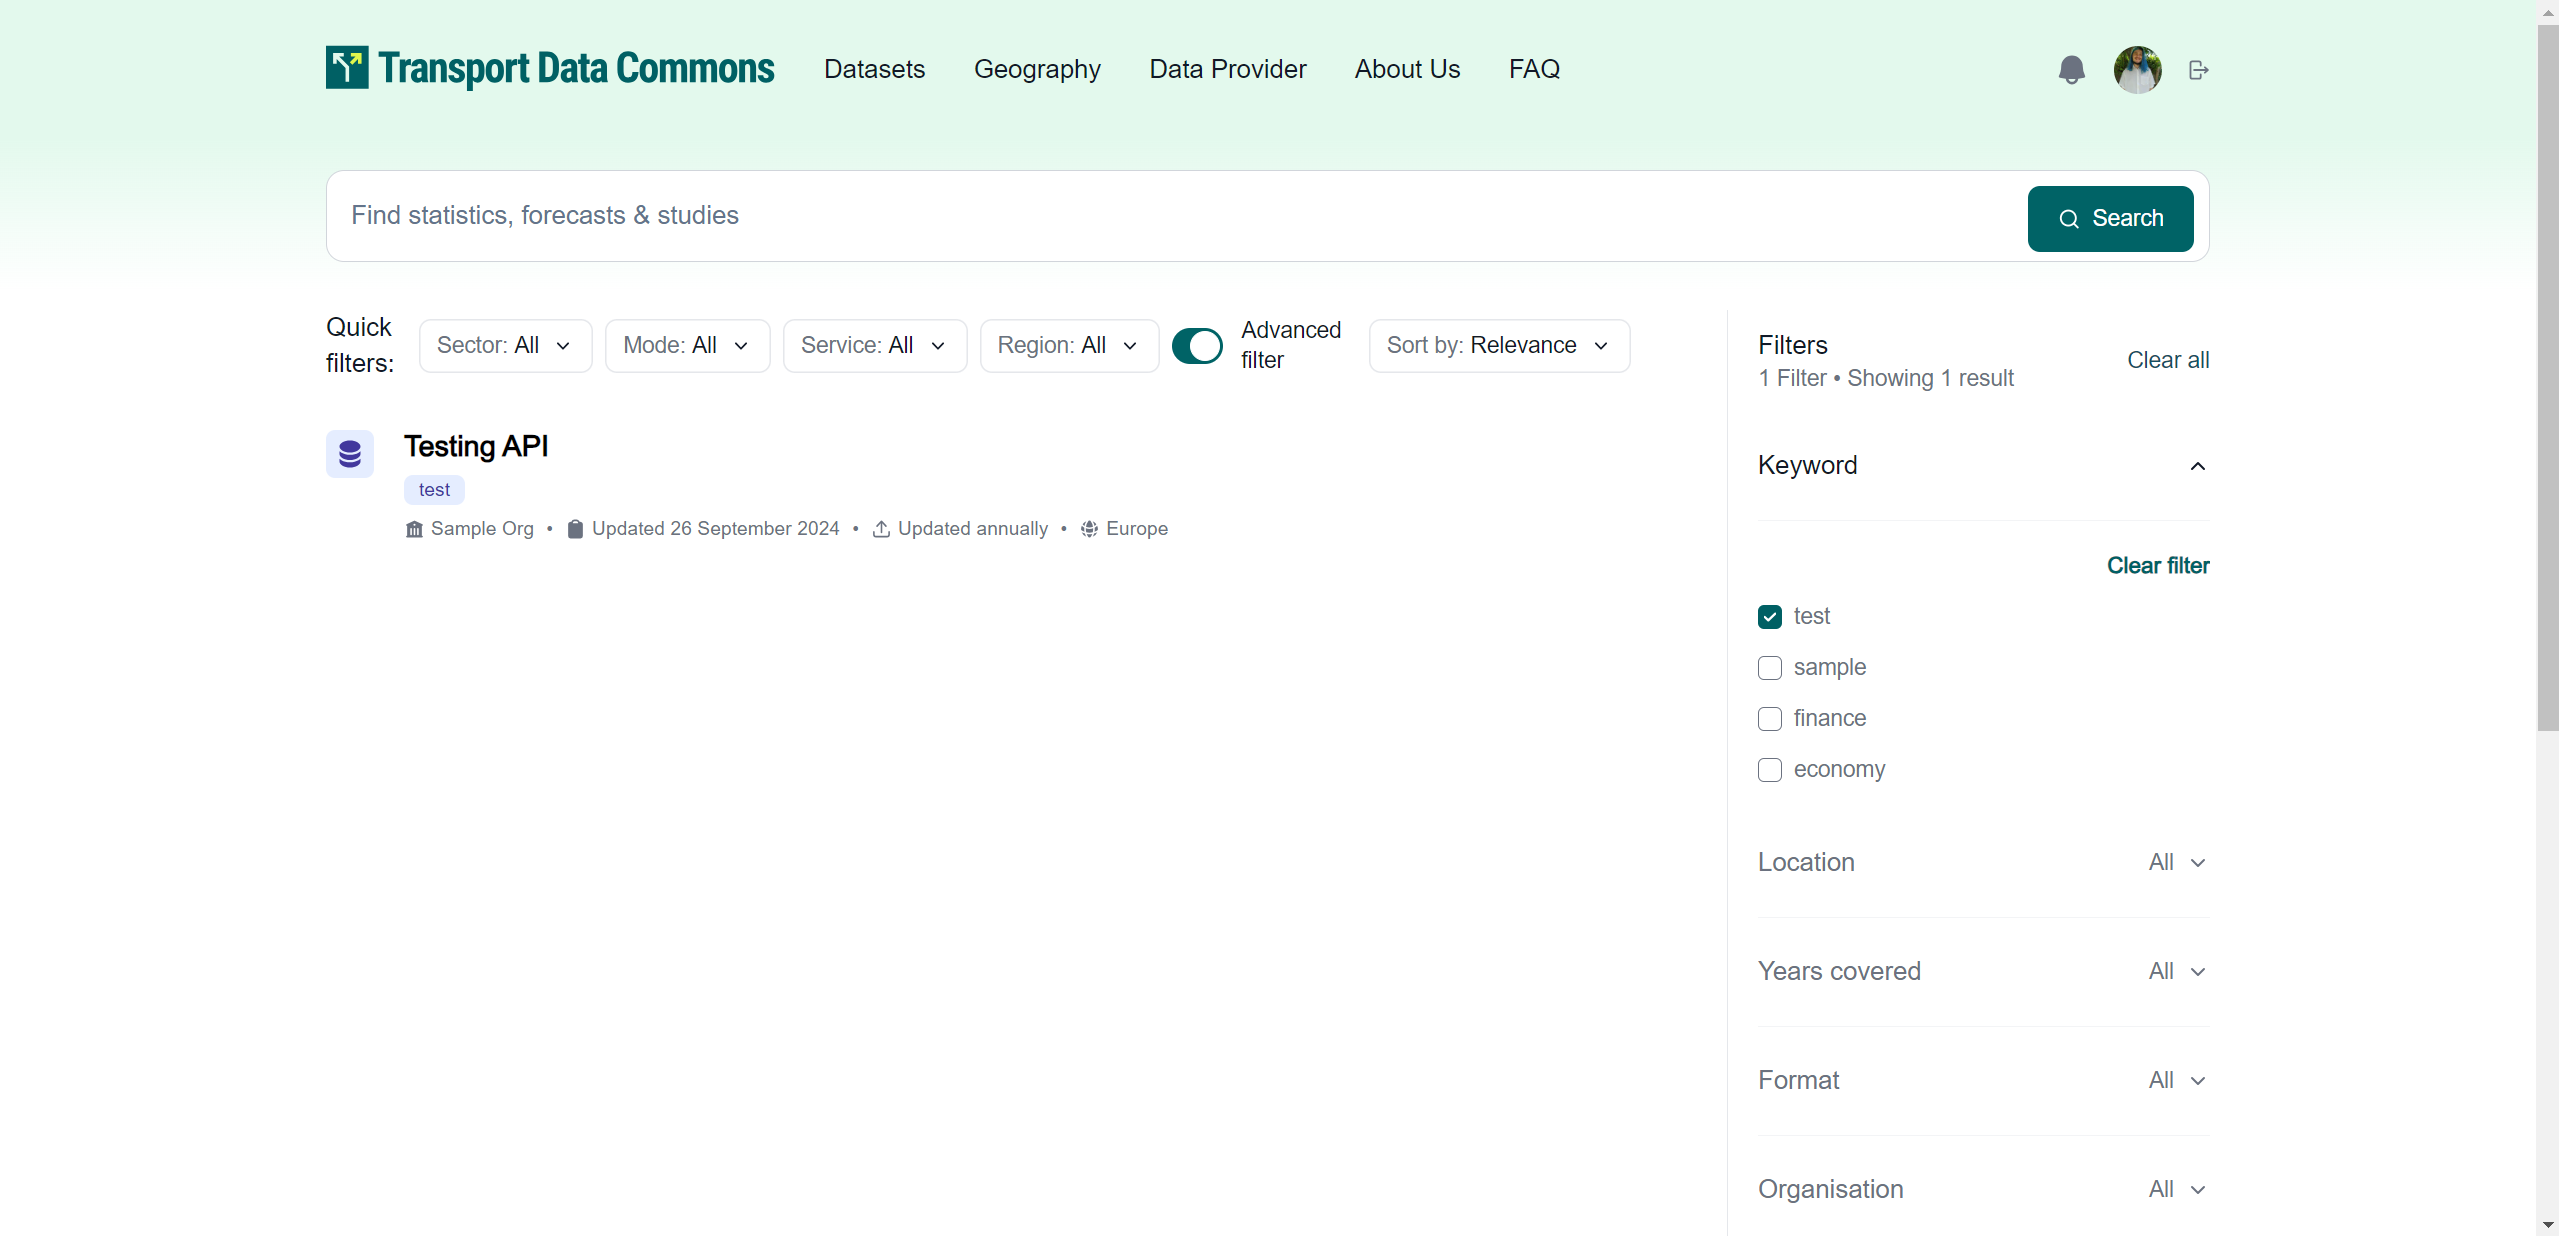 Transport Data Commons
Datasets
Geography
Data Provider
About Us
FAQ
Find statistics, forecasts & studies
Search
Quick
filters:
Sector: All
Mode: All
Service: All
Region: All
Advanced
filter
Sort by: Relevance
Testing API
test
Sample Org • Updated 26 September 2024 • Updated annually • Europe
Filters
1 Filter • Showing 1 result
Clear all
Keyword
Clear filter
test
sample
finance
economy
Location All
Years covered All
Format All
Organisation All